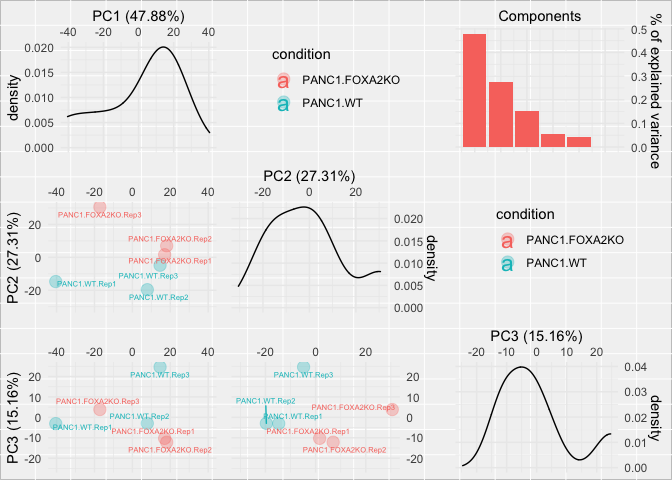 PC1 (47.88%)
-40 -20 0 20 40
0.020
0.015
0.010
0.005
0.000
density
condition
a PANC1.FOXA2KO
a PANC1.WT
Components
0.5
0.4
0.3
0.2
0.1
0.0
% of explained variance
PC2 (27.31%)
-40 -20 0 20 40
20
0
-20
PC2 (27.31%)
PANC1.FOXA2KO.Rep3
PANC1.FOXA2KO.Rep2
PANC1.FOXA2KO.Rep1
PANC1.WT.Rep3
PANC1.WT.Rep1
PANC1.WT.Rep2
-20 0 20
0.020
0.015
0.010
0.005
0.000
density
condition
a PANC1.FOXA2KO
a PANC1.WT
PC3 (15.16%)
-40 -20 0 20 40
20
10
0
-10
-20
PC3 (15.16%)
PANC1.WT.Rep3
PANC1.FOXA2KO.Rep3
PANC1.WT.Rep2
PANC1.WT.Rep1
PANC1.FOXA2KO.Rep1
PANC1.FOXA2KO.Rep2
-20 0 20
20
10
0
-10
-20
PANC1.WT.Rep3
PANC1.WT.Rep2
PANC1.FOXA2KO.Rep3
PANC1.WT.Rep1
PANC1.FOXA2KO.Rep1
PANC1.FOXA2KO.Rep2
-20 -10 0 10 20
0.04
0.03
0.02
0.01
0.00
density